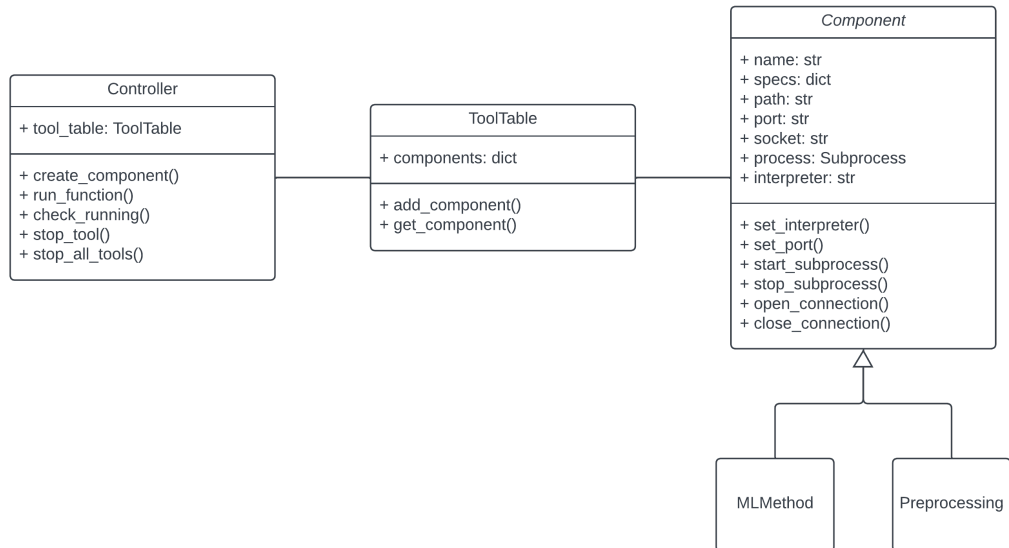 Controller
+ tool_table: ToolTable
+ create_component()
+ run_function()
+ check_running()
+ stop_tool()
+ stop_all_tools()
ToolTable
+ components: dict
+ add_component()
+ get_component()
Component
+ name: str
+ specs: dict
+ path: str
+ port: str
+ socket: str
+ process: Subprocess
+ interpreter: str
+ set_interpreter()
+ set_port()
+ start_subprocess()
+ stop_subprocess()
+ open_connection()
+ close_connection()
MLMethod
Preprocessing